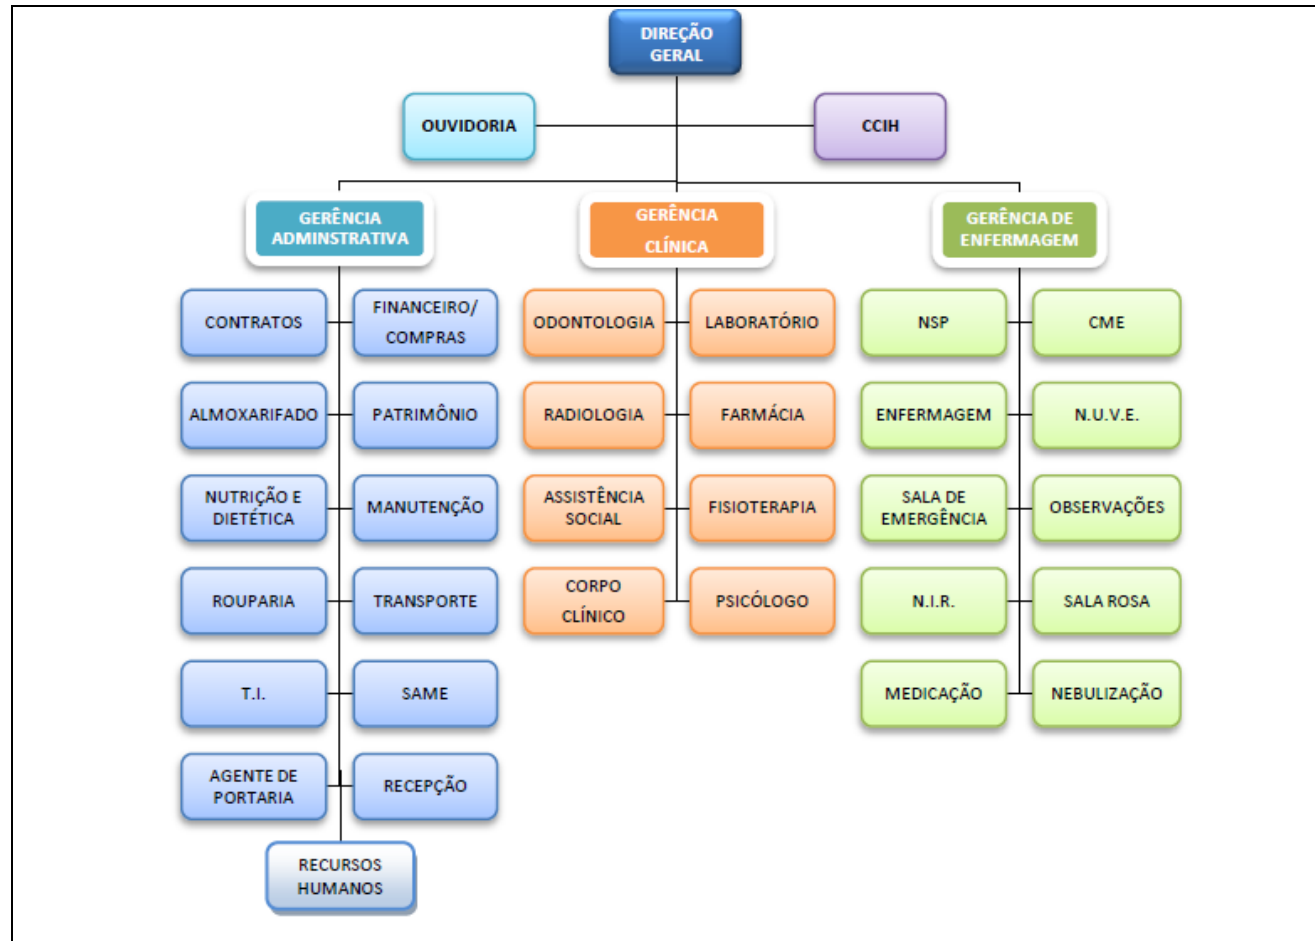 DIREÇÃO
GERAL
OUVIDORIA
CCIH
GERÊNCIA
ADMINSTRATIVA
GERÊNCIA
CLÍNICA
GERÊNCIA DE
ENFERMAGEM
CONTRATOS
FINANCEIRO/
COMPRAS
ODONTOLOGIA
LABORATÓRIO
NSP
CME
ALMOXARIFADO
PATRIMÔNIO
RADIOLOGIA
FARMÁCIA
ENFERMAGEM
N.U.V.E.
NUTRIÇÃO E
DIETÉTICA
MANUTENÇÃO
ASSISTÊNCIA
SOCIAL
FISIOTERAPIA
SALA DE
EMERGÊNCIA
OBSERVAÇÕES
ROUPARIA
TRANSPORTE
CORPO
CLÍNICO
PSICÓLOGO
N.I.R.
SALA ROSA
T.I.
SAME
MEDICAÇÃO
NEBULIZAÇÃO
AGENTE DE
PORTARIA
RECEPÇÃO
RECURSOS
HUMANOS